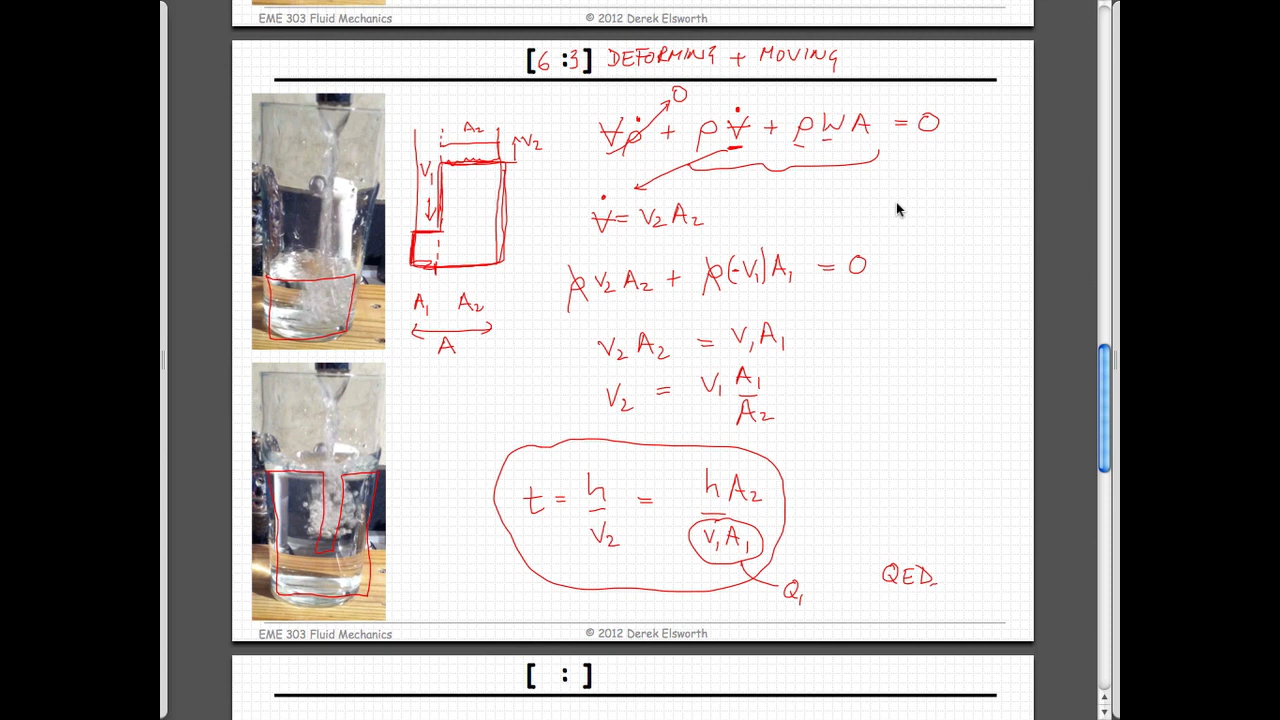 EME 303 Fluid Mechanics © 2012 Derek Elsworth
[6 :3] DEFORMING + MOVING
0
V̶ρ̇ + ρV̶̇ + ρWA = 0
A2
V2
V1
V̶̇ = V2A2
ρV2A2 + ρ(-V1)A1 = 0
A1 A2
A
V2A2 = V1A1
V2 = V1 A1/A2
t = h/V2 = hA2/V1A1
Q1
QED.
EME 303 Fluid Mechanics © 2012 Derek Elsworth
[ : ]